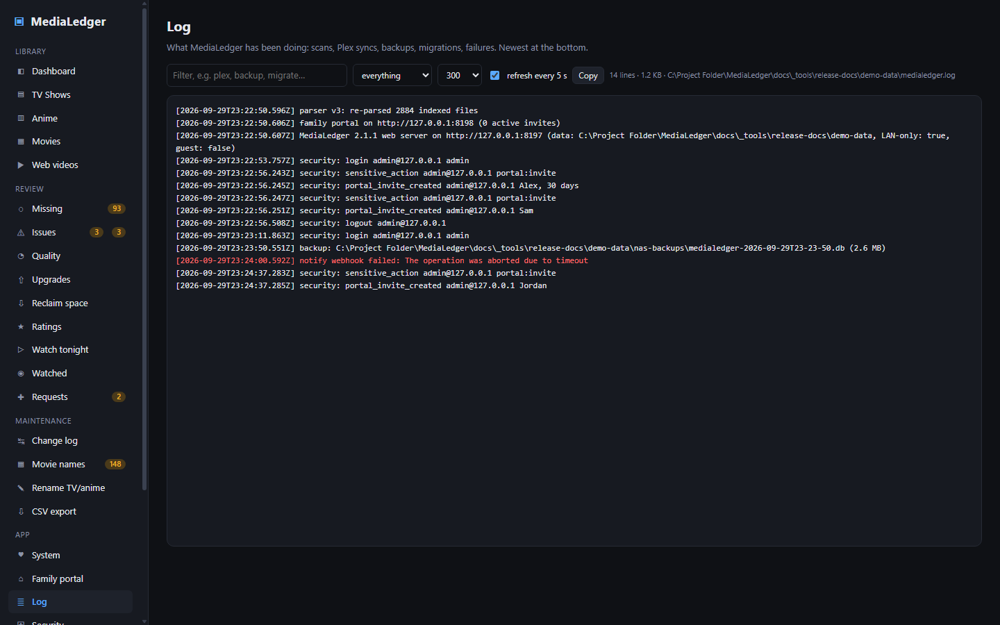 MediaLedger
LIBRARY
Dashboard
TV Shows
Anime
Movies
Web videos
REVIEW
Missing 93
Issues 3 3
Quality
Upgrades
Reclaim space
Ratings
Watch tonight
Watched
Requests 2
MAINTENANCE
Change log
Movie names 148
Rename TV/anime
CSV export
APP
System
Family portal
Log
Security
Log
What MediaLedger has been doing: scans, Plex syncs, backups, migrations, failures. Newest at the bottom.
Filter, e.g. plex, backup, migrate... everything 300 refresh every 5 s Copy 14 lines · 1.2 KB · C:\Project Folder\MediaLedger\docs\_tools\release-docs\demo-data\medialedger.log
[2026-09-29T23:22:50.596Z] parser v3: re-parsed 2884 indexed files
[2026-09-29T23:22:50.606Z] family portal on http://127.0.0.1:8198 (0 active invites)
[2026-09-29T23:22:50.607Z] MediaLedger 2.1.1 web server on http://127.0.0.1:8197 (data: C:\Project Folder\MediaLedger\docs\_tools\release-docs\demo-data, LAN-only: true,
guest: false)
[2026-09-29T23:22:53.757Z] security: login admin@127.0.0.1 admin
[2026-09-29T23:22:56.243Z] security: sensitive_action admin@127.0.0.1 portal:invite
[2026-09-29T23:22:56.245Z] security: portal_invite_created admin@127.0.0.1 Alex, 30 days
[2026-09-29T23:22:56.247Z] security: sensitive_action admin@127.0.0.1 portal:invite
[2026-09-29T23:22:56.251Z] security: portal_invite_created admin@127.0.0.1 Sam
[2026-09-29T23:22:56.508Z] security: logout admin@127.0.0.1
[2026-09-29T23:23:11.863Z] security: login admin@127.0.0.1 admin
[2026-09-29T23:23:50.551Z] backup: C:\Project Folder\MediaLedger\docs\_tools\release-docs\demo-data\nas-backups\medialedger-2026-09-29T23-23-50.db (2.6 MB)
[2026-09-29T23:24:00.592Z] notify webhook failed: The operation was aborted due to timeout
[2026-09-29T23:24:37.283Z] security: sensitive_action admin@127.0.0.1 portal:invite
[2026-09-29T23:24:37.285Z] security: portal_invite_created admin@127.0.0.1 Jordan